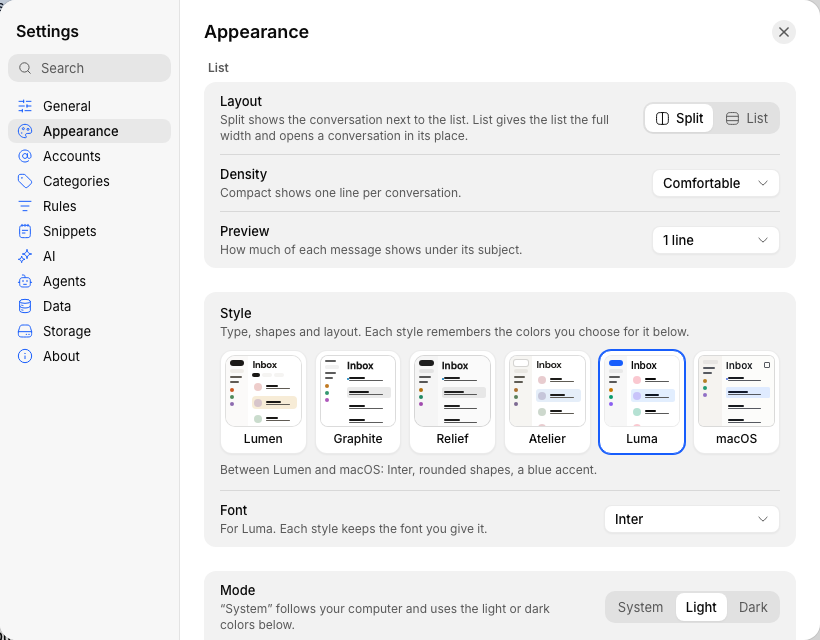 Settings
Search
General
Appearance
Accounts
Categories
Rules
Snippets
AI
Agents
Data
Storage
About
Appearance
List
Layout
Split shows the conversation next to the list. List gives the list the full
width and opens a conversation in its place.
Split
List
Density
Compact shows one line per conversation.
Comfortable
Preview
How much of each message shows under its subject.
1 line
Style
Type, shapes and layout. Each style remembers the colors you choose for it below.
Inbox
Inbox
Inbox
Inbox
Inbox
Inbox
Lumen
Graphite
Relief
Atelier
Luma
macOS
Between Lumen and macOS: Inter, rounded shapes, a blue accent.
Font
For Luma. Each style keeps the font you give it.
Inter
Mode
“System” follows your computer and uses the light or dark
colors below.
System
Light
Dark